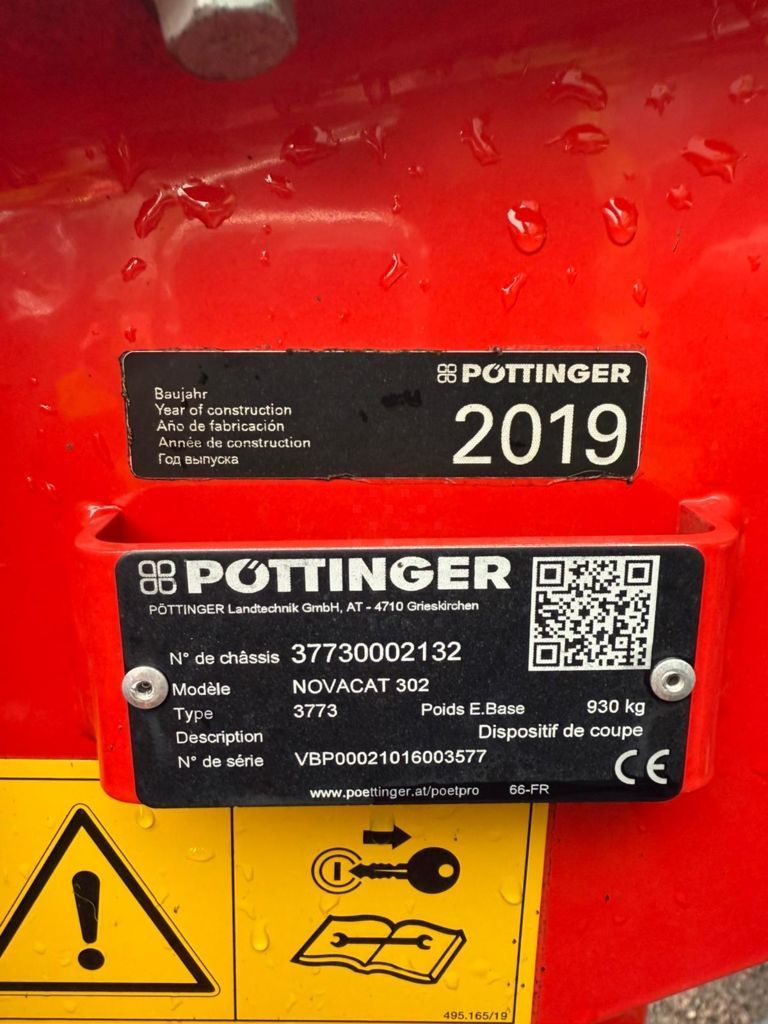 PÖTTINGER
Baujahr
Year of construction
Año de fabricación
Année de construction
Год выпуска
2019
PÖTTINGER
PÖTTINGER Landtechnik GmbH, AT - 4710 Grieskirchen
N° de châssis 37730002132
Modèle NOVACAT 302
Type 3773 Poids E.Base 930 kg
Description Dispositif de coupe
N° de série VBP00021016003577
CE
www.poettinger.at/poetpro 66-FR
495.165/19